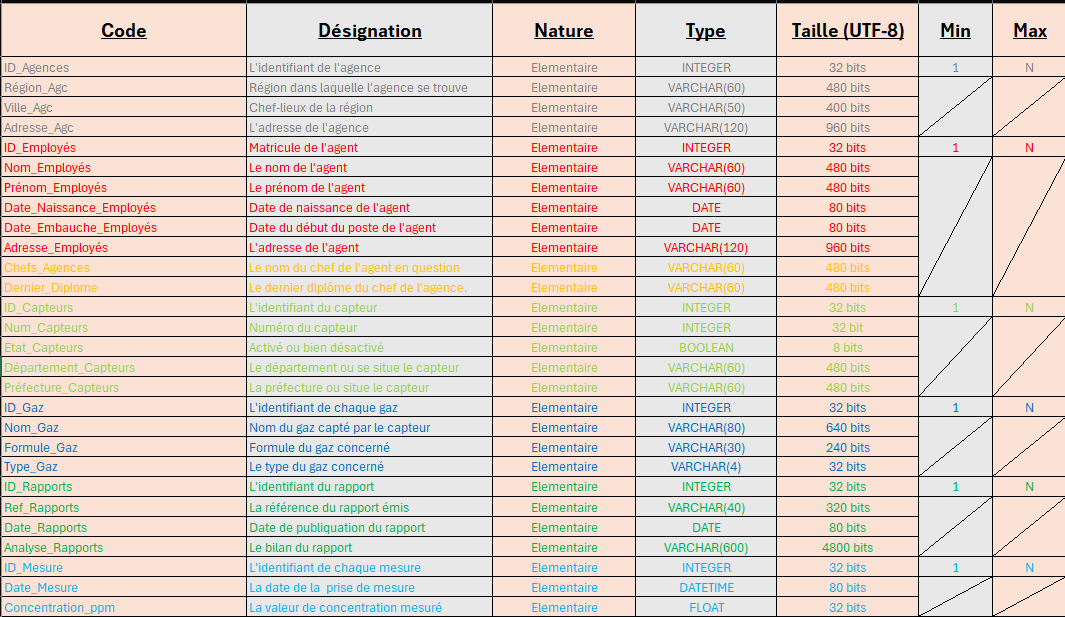 Code Désignation Nature Type Taille (UTF-8) Min Max
ID_Agences L'identifiant de l'agence Elementaire INTEGER 32 bits 1 N
Région_Agc Région dans laquelle l'agence se trouve Elementaire VARCHAR(60) 480 bits
Ville_Agc Chef-lieux de la région Elementaire VARCHAR(50) 400 bits
Adresse_Agc L'adresse de l'agence Elementaire VARCHAR(120) 960 bits
ID_Employés Matricule de l'agent Elementaire INTEGER 32 bits 1 N
Nom_Employés Le nom de l'agent Elementaire VARCHAR(60) 480 bits
Prénom_Employés Le prénom de l'agent Elementaire VARCHAR(60) 480 bits
Date_Naissance_Employés Date de naissance de l'agent Elementaire DATE 80 bits
Date_Embauche_Employés Date du début du poste de l'agent Elementaire DATE 80 bits
Adresse_Employés L'adresse de l'agent Elementaire VARCHAR(120) 960 bits
Chefs_Agences Le nom du chef de l'agent en question Elementaire VARCHAR(60) 480 bits
Dernier_Diplome Le dernier diplôme du chef de l'agence. Elementaire VARCHAR(60) 480 bits
ID_Capteurs L'identifiant du capteur Elementaire INTEGER 32 bits 1 N
Num_Capteurs Numéro du capteur Elementaire INTEGER 32 bit
Etat_Capteurs Activé ou bien désactivé Elementaire BOOLEAN 8 bits
Département_Capteurs Le département ou se situe le capteur Elementaire VARCHAR(60) 480 bits
Préfecture_Capteurs La préfecture ou situe le capteur Elementaire VARCHAR(60) 480 bits
ID_Gaz L'identifiant de chaque gaz Elementaire INTEGER 32 bits 1 N
Nom_Gaz Nom du gaz capté par le capteur Elementaire VARCHAR(80) 640 bits
Formule_Gaz Formule du gaz concerné Elementaire VARCHAR(30) 240 bits
Type_Gaz Le type du gaz concerné Elementaire VARCHAR(4) 32 bits
ID_Rapports L'identifiant du rapport Elementaire INTEGER 32 bits 1 N
Ref_Rapports La référence du rapport émis Elementaire VARCHAR(40) 320 bits
Date_Rapports Date de publiquation du rapport Elementaire DATE 80 bits
Analyse_Rapports Le bilan du rapport Elementaire VARCHAR(600) 4800 bits
ID_Mesure L'identifiant de chaque mesure Elementaire INTEGER 32 bits 1 N
Date_Mesure La date de la prise de mesure Elementaire DATETIME 80 bits
Concentration_ppm La valeur de concentration mesuré Elementaire FLOAT 32 bits